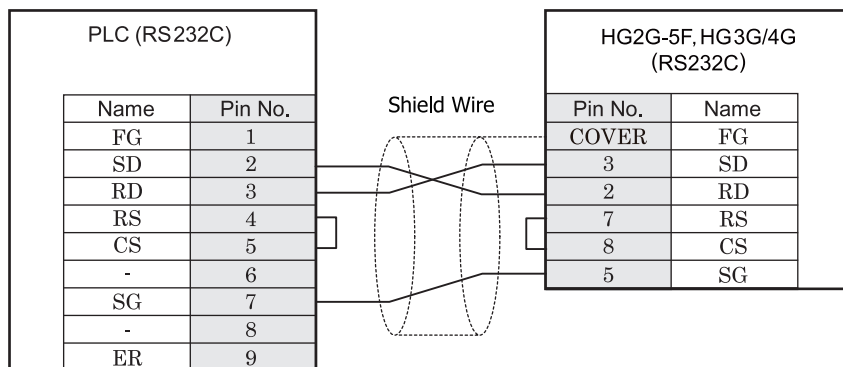 PLC (RS232C)
Name Pin No.
FG 1
SD 2
RD 3
RS 4
CS 5
- 6
SG 7
- 8
ER 9
Shield Wire
HG2G-5F, HG3G/4G
(RS232C)
Pin No. Name
COVER FG
3 SD
2 RD
7 RS
8 CS
5 SG